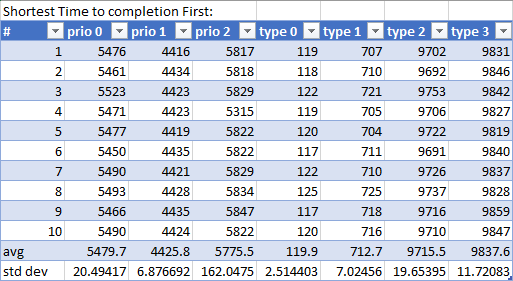 Shortest Time to completion First:
# prio 0 prio 1 prio 2 type 0 type 1 type 2 type 3
1 5476 4416 5817 119 707 9702 9831
2 5461 4434 5818 118 710 9692 9846
3 5523 4423 5829 122 721 9753 9842
4 5471 4423 5315 119 705 9706 9827
5 5477 4419 5822 120 704 9722 9819
6 5450 4435 5822 117 711 9691 9840
7 5490 4421 5829 122 710 9726 9837
8 5493 4428 5834 125 725 9737 9828
9 5466 4435 5847 117 718 9716 9859
10 5490 4424 5822 120 716 9710 9847
avg 5479.7 4425.8 5775.5 119.9 712.7 9715.5 9837.6
std dev 20.49417 6.876692 162.0475 2.514403 7.02456 19.65395 11.72083